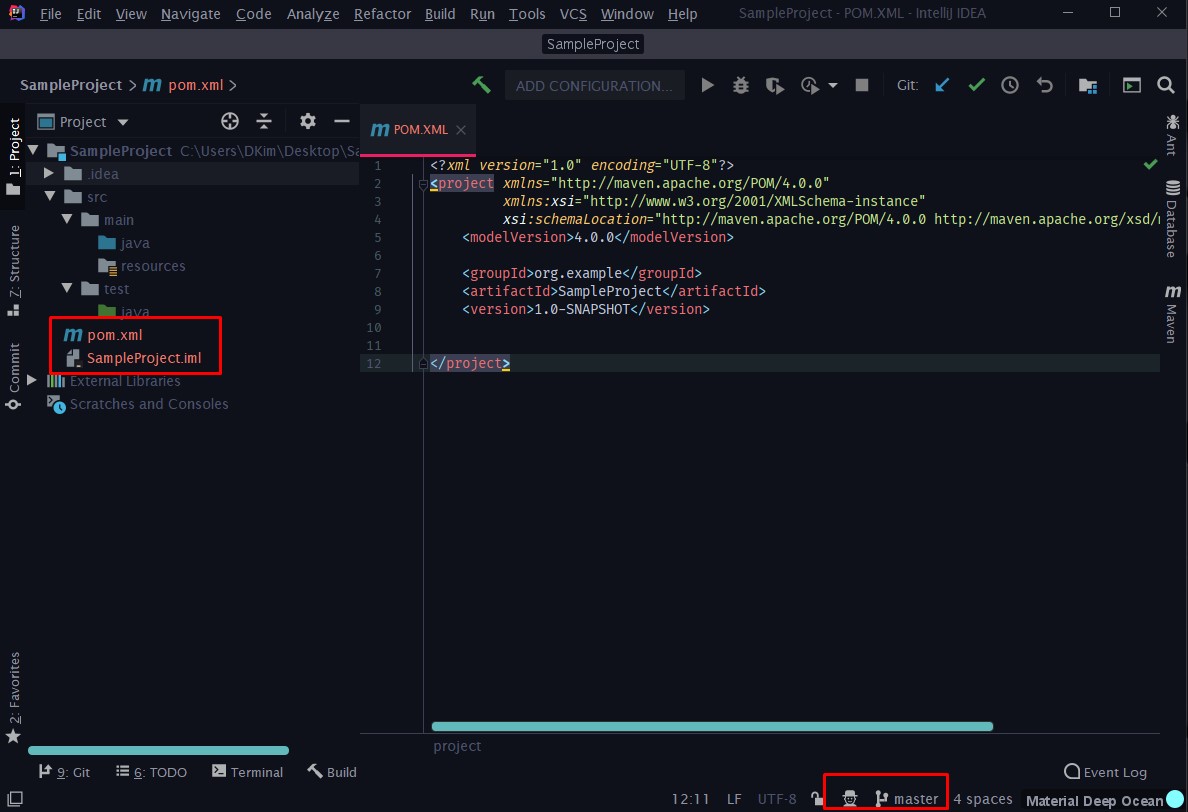 File Edit View Navigate Code Analyze Refactor Build Run Tools VCS Window Help SampleProject - POM.XML - IntelliJ IDEA
SampleProject
SampleProject > m pom.xml > ADD CONFIGURATION... Git:
1: Project
Z: Structure
Commit
2: Favorites
Project
SampleProject C:\Users\DKim\Desktop\Sa
.idea
src
main
java
resources
test
java
m pom.xml
SampleProject.iml
External Libraries
Scratches and Consoles
m POM.XML
1 <?xml version="1.0" encoding="UTF-8"?>
2 <project xmlns="http://maven.apache.org/POM/4.0.0"
3 xmlns:xsi="http://www.w3.org/2001/XMLSchema-instance"
4 xsi:schemaLocation="http://maven.apache.org/POM/4.0.0 http://maven.apache.org/xsd/
5 <modelVersion>4.0.0</modelVersion>
6
7 <groupId>org.example</groupId>
8 <artifactId>SampleProject</artifactId>
9 <version>1.0-SNAPSHOT</version>
10
11
12 </project>
Ant
Database
m Maven
project
9: Git 6: TODO Terminal Build Event Log
12:11 LF UTF-8 master 4 spaces Material Deep Ocean